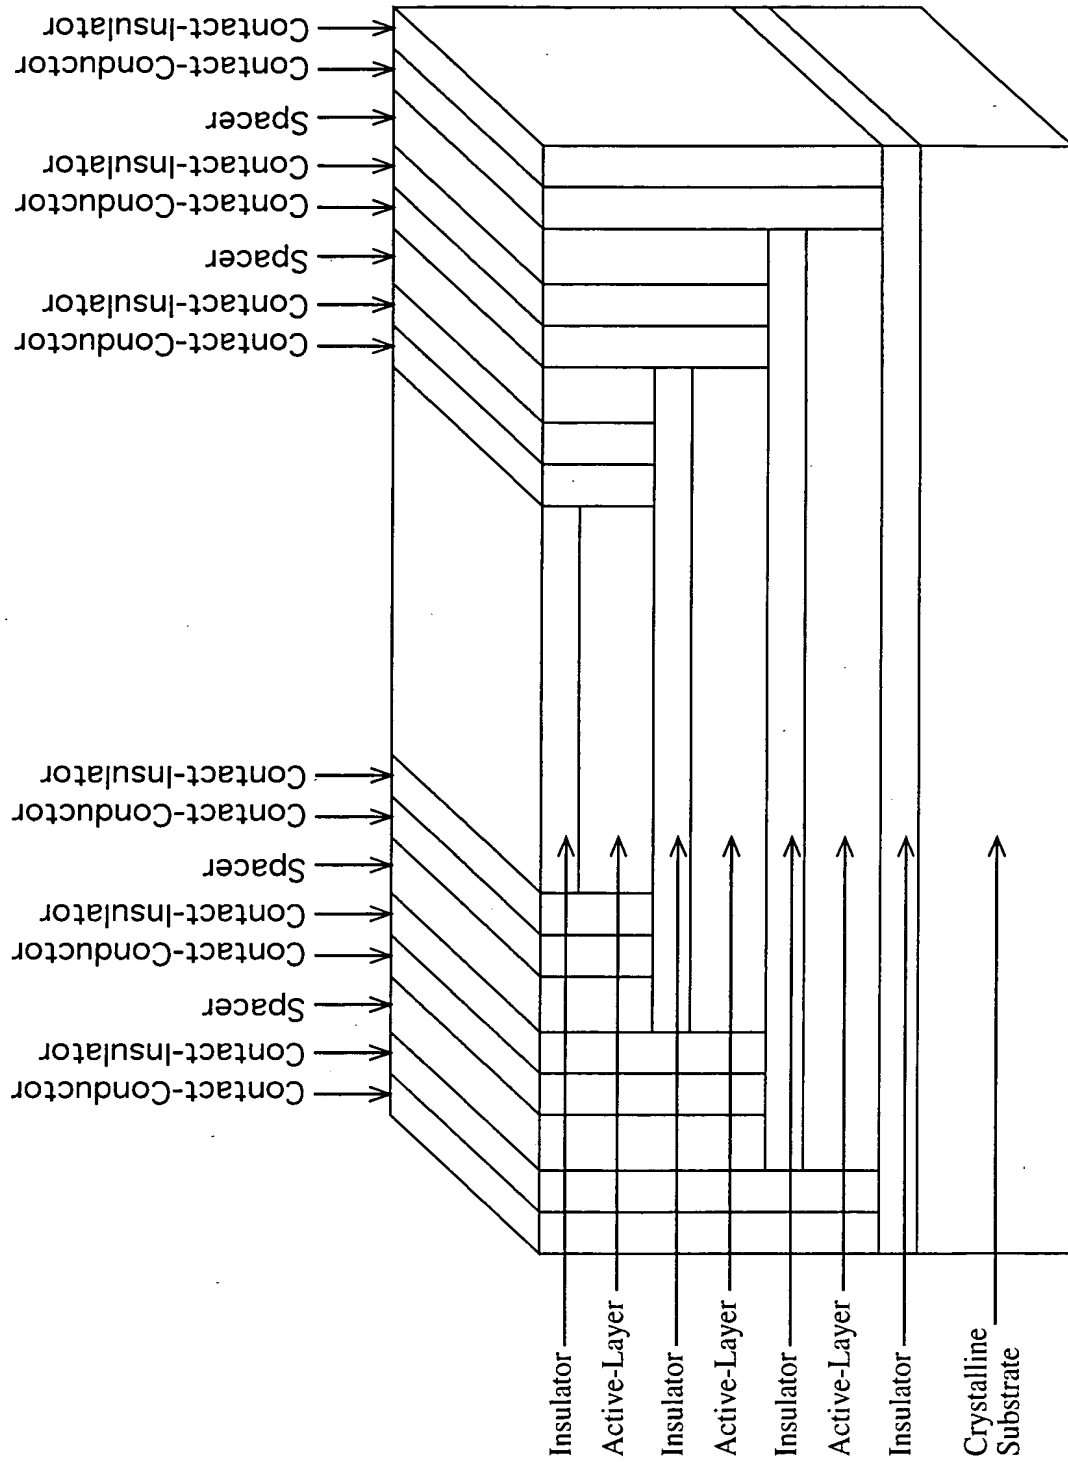 Contact-Insulator
Contact-Conductor
Spacer
Contact-Insulator
Contact-Conductor
Spacer
Contact-Insulator
Contact-Conductor
Contact-Insulator
Contact-Conductor
Spacer
Contact-Insulator
Contact-Conductor
Spacer
Contact-Insulator
Contact-Conductor
Insulator
Active-Layer
Insulator
Active-Layer
Insulator
Active-Layer
Insulator
Crystalline
Substrate